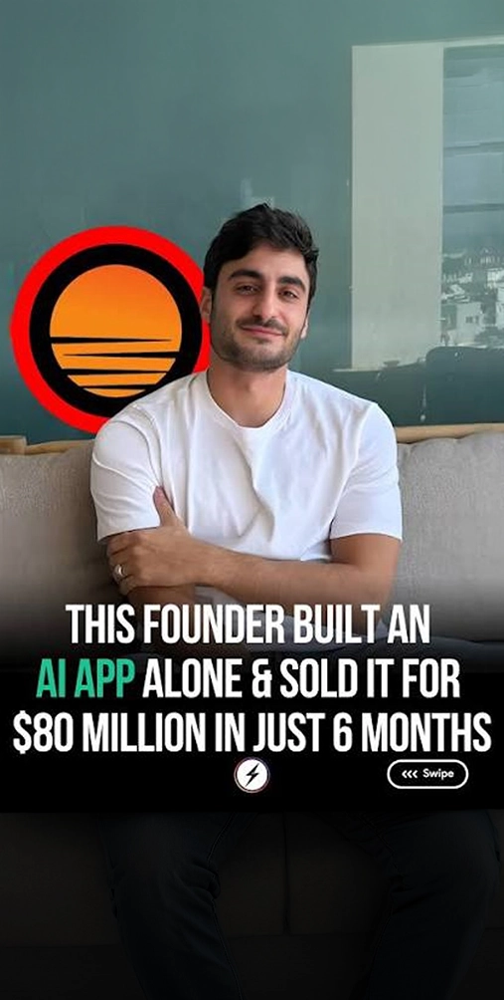 THIS FOUNDER BUILT AN
AI APP ALONE & SOLD IT FOR
$80 MILLION IN JUST 6 MONTHS
<<< Swipe